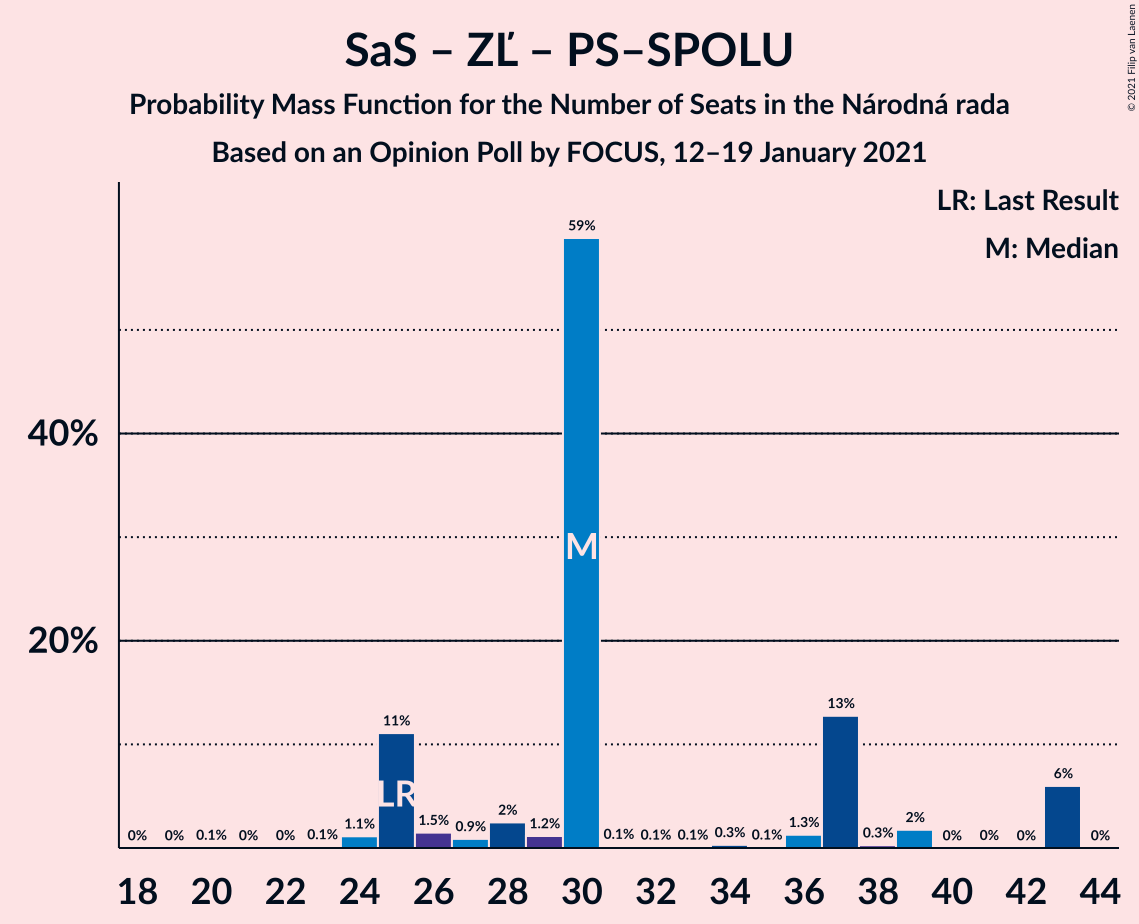 SaS – ZĽ – PS–SPOLU
Probability Mass Function for the Number of Seats in the Národná rada
Based on an Opinion Poll by FOCUS, 12–19 January 2021
© 2021 Filip van Laenen
LR: Last Result
M: Median
59%
40%
M
20%
13%
11%
6%
LR
0% 0% 0.1% 0% 0% 0.1% 1.1% 1.5% 0.9% 2% 1.2% 0.1% 0.1% 0.1% 0.3% 0.1% 1.3% 0.3% 2% 0% 0% 0% 0%
18 20 22 24 26 28 30 32 34 36 38 40 42 44